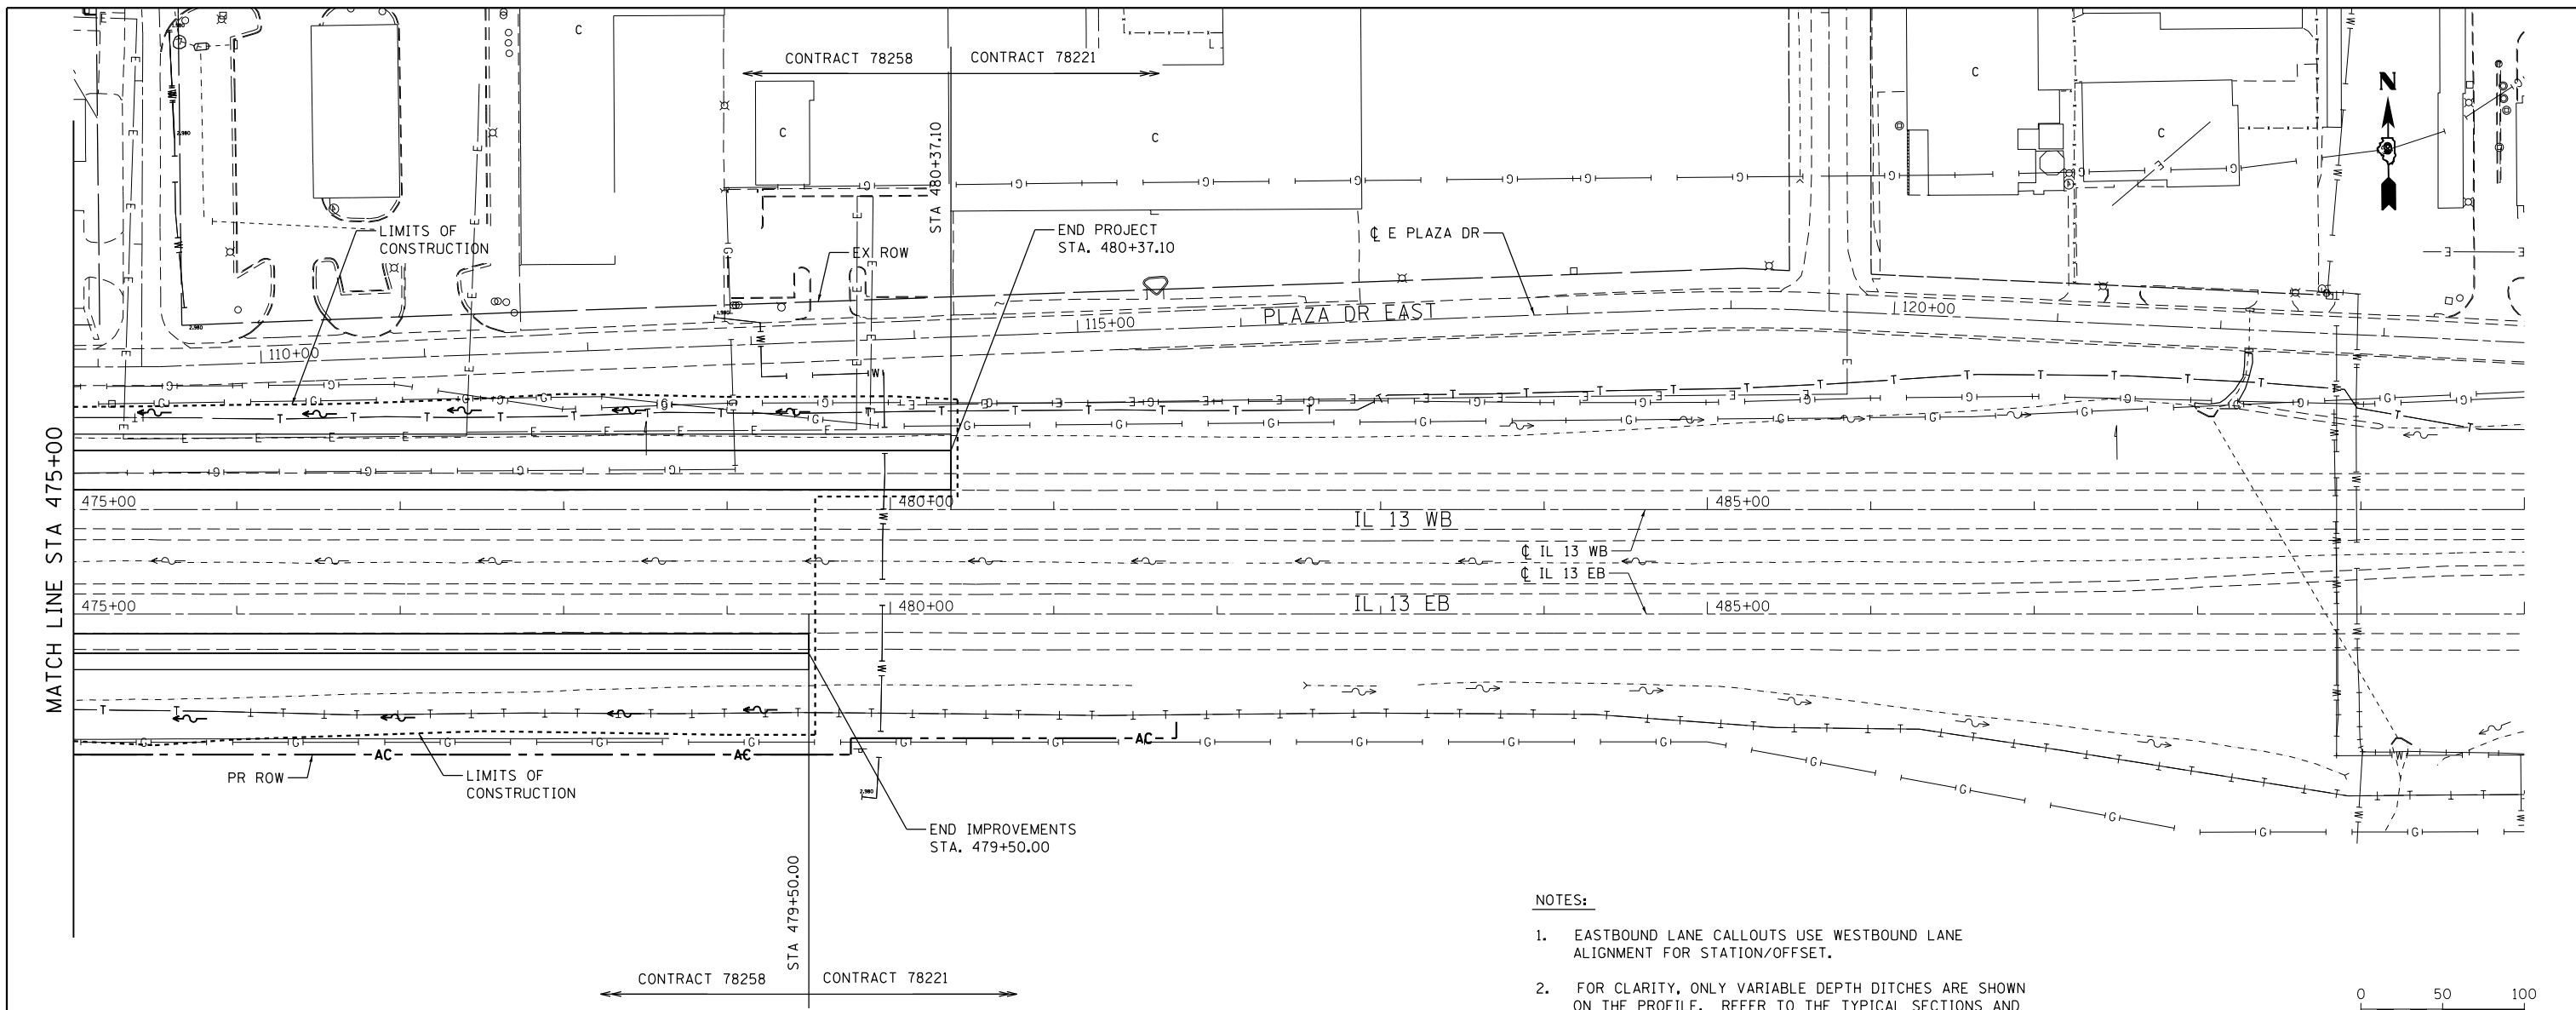 CONTRACT 78258
CONTRACT 78221
C
C
C
C
C
N
STA 480+37.10
LIMITS OF
CONSTRUCTION
EX ROW
END PROJECT
STA. 480+37.10
℄ E PLAZA DR
PLAZA DR EAST
110+00
115+00
120+00
MATCH LINE STA 475+00
475+00
480+00
485+00
IL 13 WB
℄ IL 13 WB
℄ IL 13 EB
475+00
480+00
485+00
IL 13 EB
AC
AC
AC
PR ROW
LIMITS OF
CONSTRUCTION
END IMPROVEMENTS
STA. 479+50.00
STA 479+50.00
CONTRACT 78258
CONTRACT 78221
NOTES:
1. EASTBOUND LANE CALLOUTS USE WESTBOUND LANE
ALIGNMENT FOR STATION/OFFSET.
2. FOR CLARITY, ONLY VARIABLE DEPTH DITCHES ARE SHOWN
ON THE PROFILE. REFER TO THE TYPICAL SECTIONS AND
0 50 100